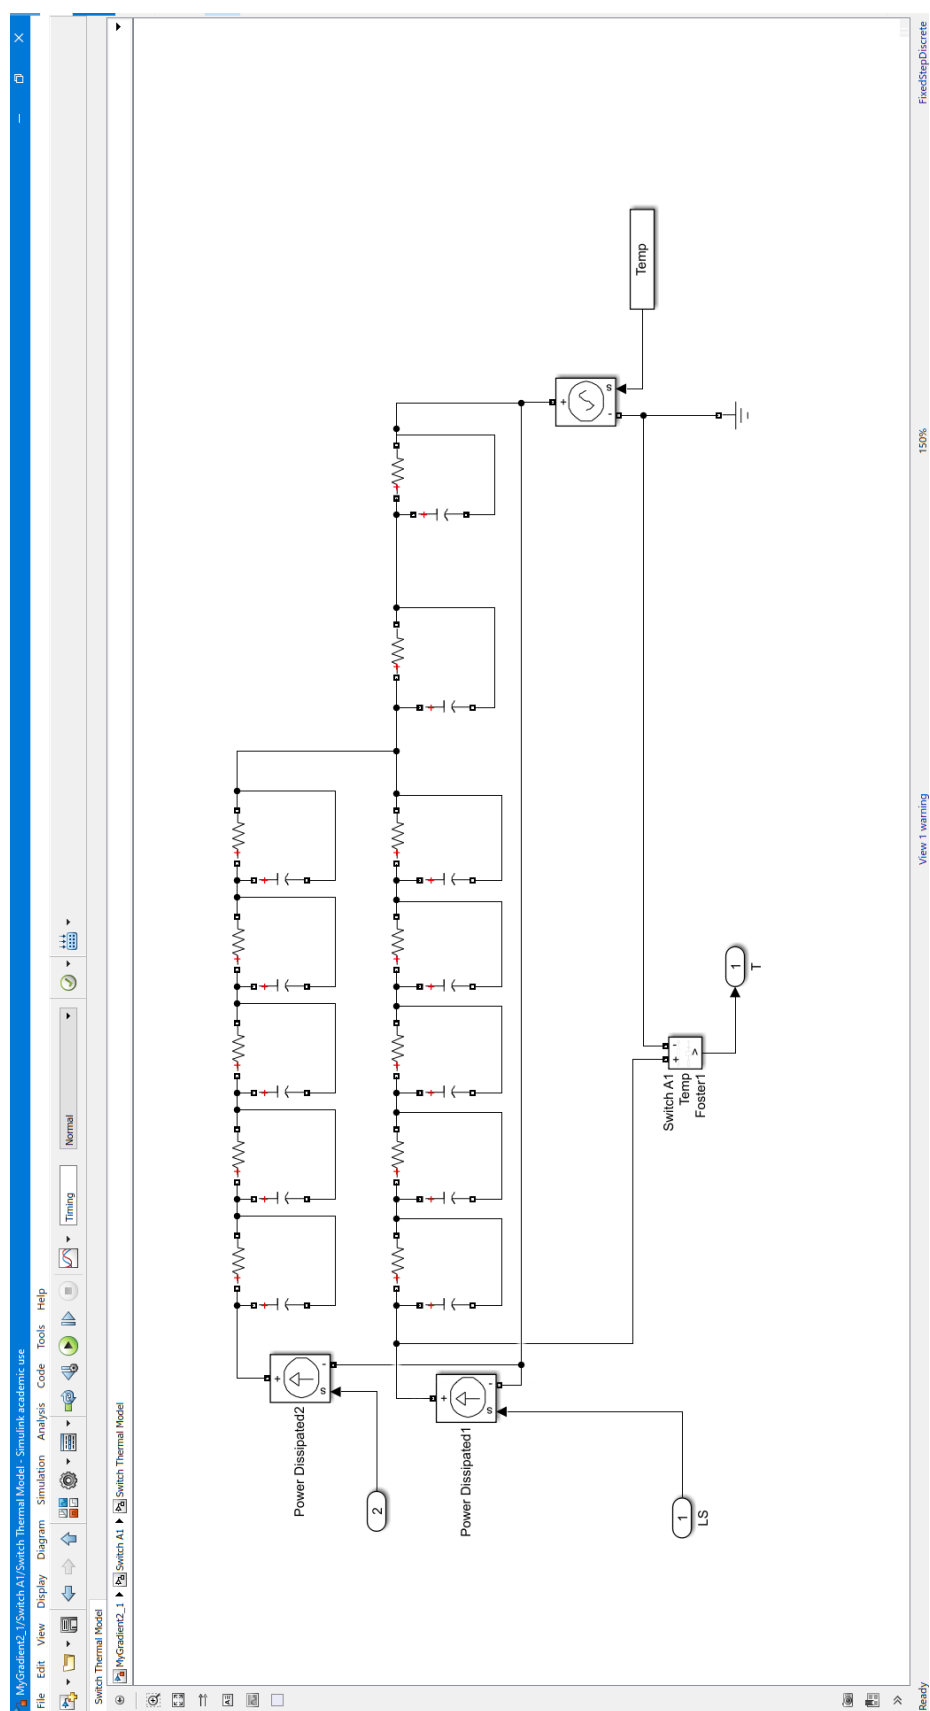 MyGradient2_1/Switch A1/Switch Thermal Model - Simulink academic use
File Edit View Display Diagram Simulation Analysis Code Tools Help
Timing
Normal
Switch Thermal Model
MyGradient2_1 Switch A1 Switch Thermal Model
Power Dissipated2
+
-
s
2
Power Dissipated1
+
-
s
1
LS
Switch A1
Temp
Foster1
+
-
v
1
T
+
-
s
Temp
Ready
View 1 warning
150%
FixedStepDiscrete